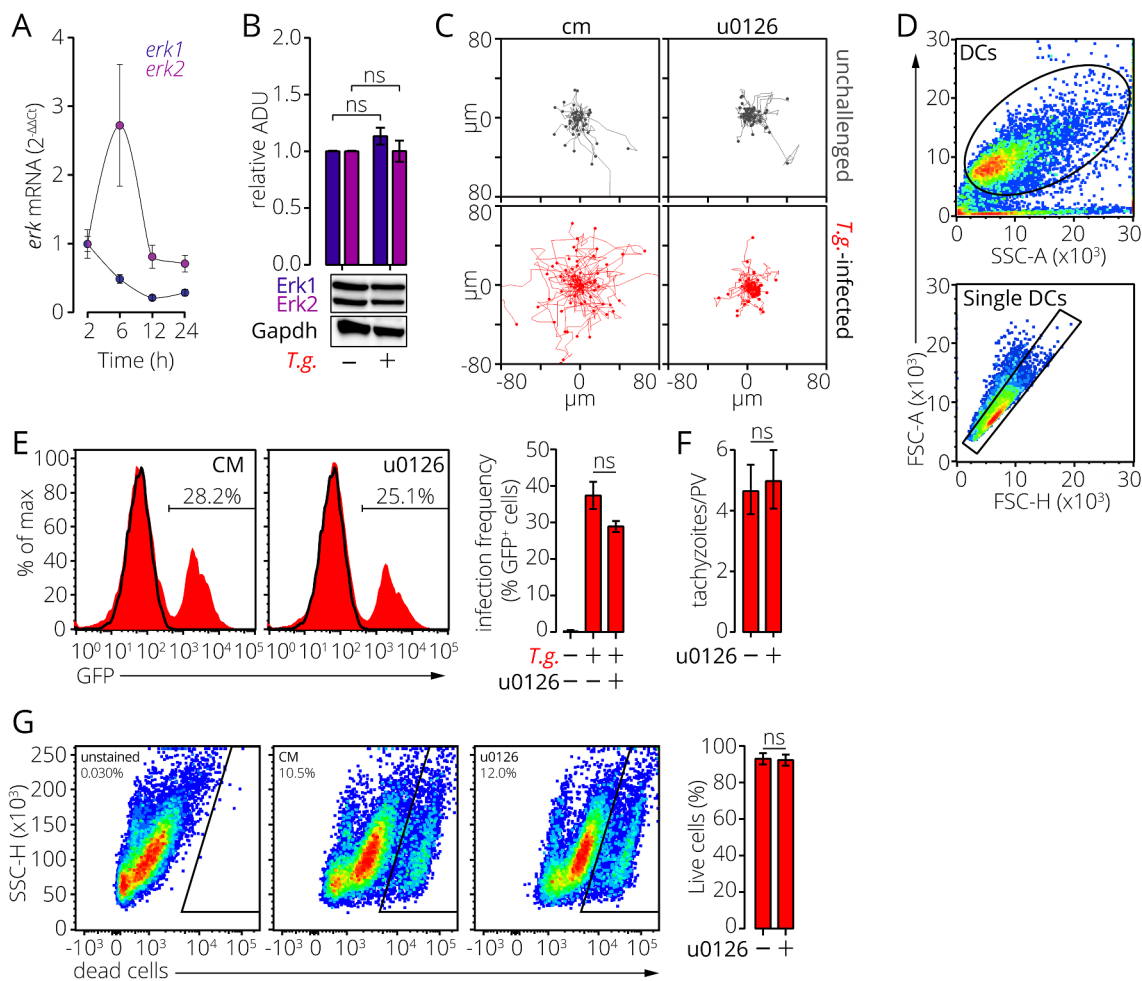 A
erk1
erk2
erk mRNA (2-ΔΔCt)
4
3
2
1
0
2 6 12 24
Time (h)
B
relative ADU
2.0
1.5
1.0
0.5
0.0
ns
ns
Erk1
Erk2
Gapdh
T.g. − +
C
cm u0126
80
μm 0
80
unchallenged
80
μm 0
-80
T.g.-infected
-80 0 80 0 80
μm μm
D
DCs
30
20
10
0
0 10 20 30
SSC-A (x10³)
Single DCs
30
20
10
0
0 10 20 30
FSC-H (x10³)
FSC-A (x10³)
E
% of max
100
80
60
40
20
0
CM
28.2%
u0126
25.1%
10⁰ 10¹ 10² 10³ 10⁴ 10⁵
10⁰ 10¹ 10² 10³ 10⁴ 10⁵
GFP
infection frequency
(% GFP⁺ cells)
50
40
30
20
10
0
ns
T.g. − + +
u0126 − − +
F
tachyzoites/PV
6
4
2
0
ns
u0126 − +
G
SSC-H (x10³)
250
200
150
100
50
0
unstained
0.030%
CM
10.5%
u0126
12.0%
-10³ 0 10³ 10⁴ 10⁵
-10³ 0 10³ 10⁴ 10⁵
-10³ 0 10³ 10⁴ 10⁵
dead cells
Live cells (%)
100
80
60
40
20
0
ns
u0126 − +